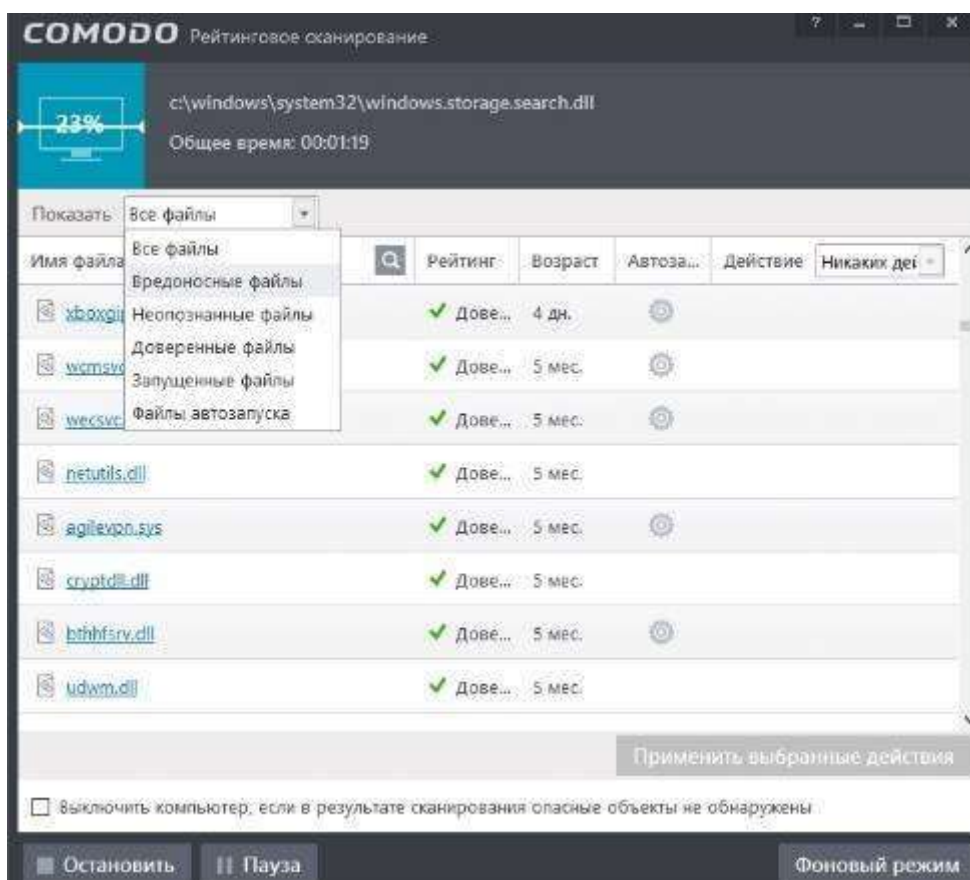 COMODO Рейтинговое сканирование
23%
c:\windows\system32\windows.storage.search.dll
Общее время: 00:01:19
Показать Все файлы
Все файлы
Вредоносные файлы
Неопознанные файлы
Доверенные файлы
Запущенные файлы
Файлы автозапуска
Имя файла Рейтинг Возраст Автоза... Действие Никаких деі
Дове... 4 дн.
Дове... 5 мес.
Дове... 5 мес.
netutils.dll Дове... 5 мес.
agilevpn.sys Дове... 5 мес.
cryptdll.dll Дове... 5 мес.
bthhfsrv.dll Дове... 5 мес.
udwm.dll Дове... 5 мес.
Применить выбранные действия
Выключить компьютер, если в результате сканирования опасные объекты не обнаружены
Остановить Пауза Фоновый режим